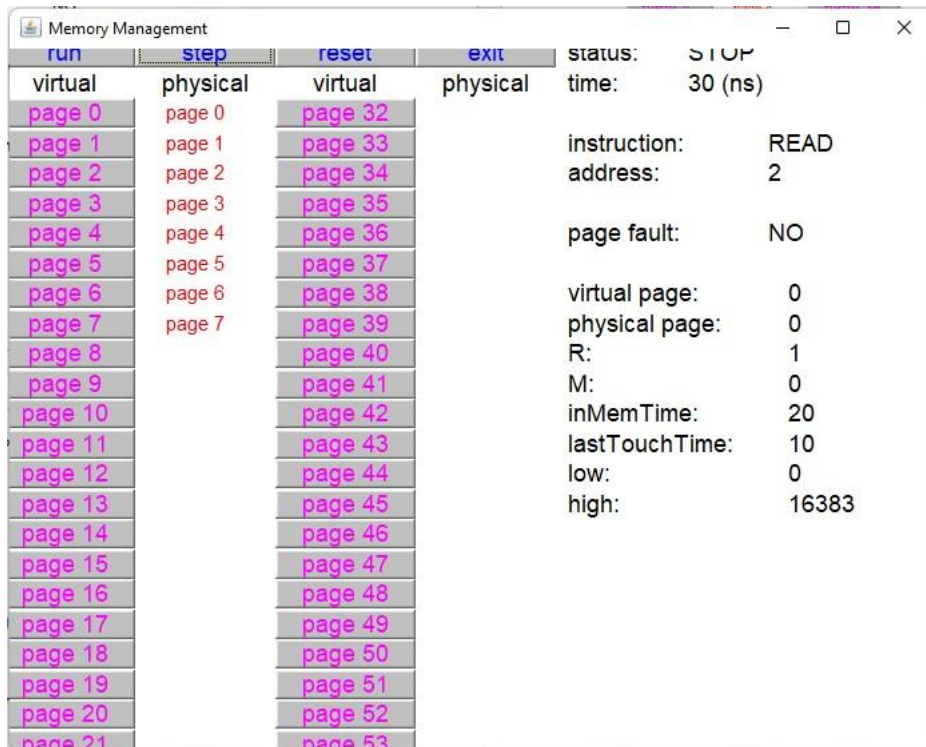 Memory Management
run step reset exit status: STOP
virtual physical virtual physical time: 30 (ns)
page 0 page 0 page 32
page 1 page 1 page 33 instruction: READ
page 2 page 2 page 34 address: 2
page 3 page 3 page 35
page 4 page 4 page 36 page fault: NO
page 5 page 5 page 37
page 6 page 6 page 38 virtual page: 0
page 7 page 7 page 39 physical page: 0
page 8 page 40 R: 1
page 9 page 41 M: 0
page 10 page 42 inMemTime: 20
page 11 page 43 lastTouchTime: 10
page 12 page 44 low: 0
page 13 page 45 high: 16383
page 14 page 46
page 15 page 47
page 16 page 48
page 17 page 49
page 18 page 50
page 19 page 51
page 20 page 52
page 21 page 53